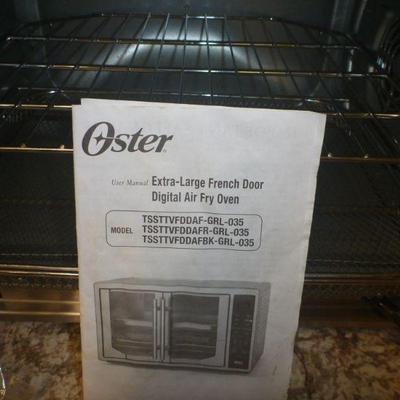 Oster
User Manual Extra-Large French Door
Digital Air Fry Oven
TSSTTVFDDAF-GRL-035
MODEL TSSTTVFDDAFR-GRL-035
TSSTTVFDDAFBK-GRL-035